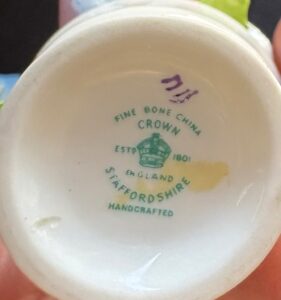 FINE BONE CHINA
CROWN
ESTD 1801
ENGLAND
STAFFORDSHIRE
HANDCRAFTED